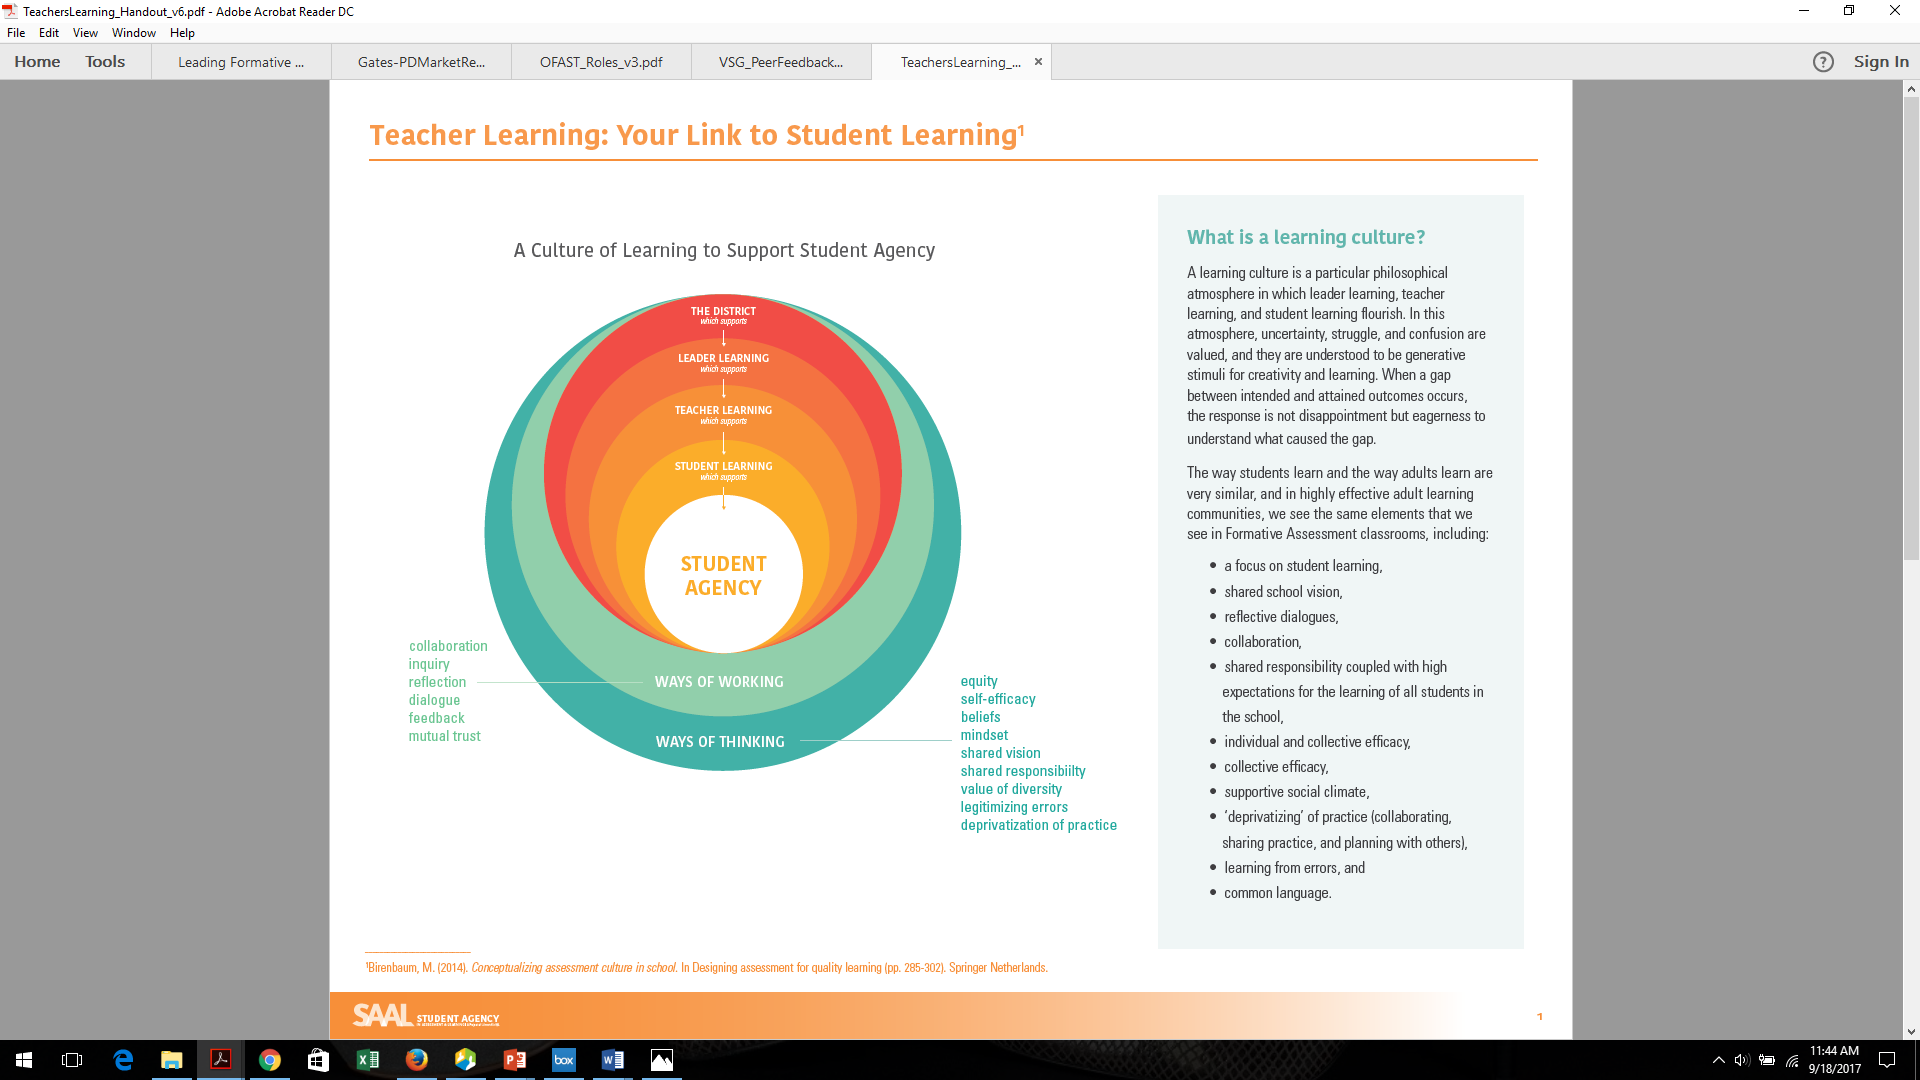 TeachersLearning_Handout_v6.pdf - Adobe Acrobat Reader DC
File Edit View Window Help
Home Tools Leading Formative ... Gates-PDMarketRe... OFAST_Roles_v3.pdf VSG_PeerFeedback... TeachersLearning_... × ? Sign In
Teacher Learning: Your Link to Student Learning¹
A Culture of Learning to Support Student Agency
THE DISTRICT
which supports
LEADER LEARNING
which supports
TEACHER LEARNING
which supports
STUDENT LEARNING
which supports
STUDENT
AGENCY
WAYS OF WORKING
WAYS OF THINKING
collaboration
inquiry
reflection
dialogue
feedback
mutual trust
equity
self-efficacy
beliefs
mindset
shared vision
shared responsibiilty
value of diversity
legitimizing errors
deprivatization of practice
What is a learning culture?
A learning culture is a particular philosophical
atmosphere in which leader learning, teacher
learning, and student learning flourish. In this
atmosphere, uncertainty, struggle, and confusion are
valued, and they are understood to be generative
stimuli for creativity and learning. When a gap
between intended and attained outcomes occurs,
the response is not disappointment but eagerness to
understand what caused the gap.
The way students learn and the way adults learn are
very similar, and in highly effective adult learning
communities, we see the same elements that we
see in Formative Assessment classrooms, including:
• a focus on student learning,
• shared school vision,
• reflective dialogues,
• collaboration,
• shared responsibility coupled with high
expectations for the learning of all students in
the school,
• individual and collective efficacy,
• collective efficacy,
• supportive social climate,
• ‘deprivatizing’ of practice (collaborating,
sharing practice, and planning with others),
• learning from errors, and
• common language.
¹Birenbaum, M. (2014). Conceptualizing assessment culture in school. In Designing assessment for quality learning (pp. 285-302). Springer Netherlands.
SAAL STUDENT AGENCY
1
box
11:44 AM
9/18/2017